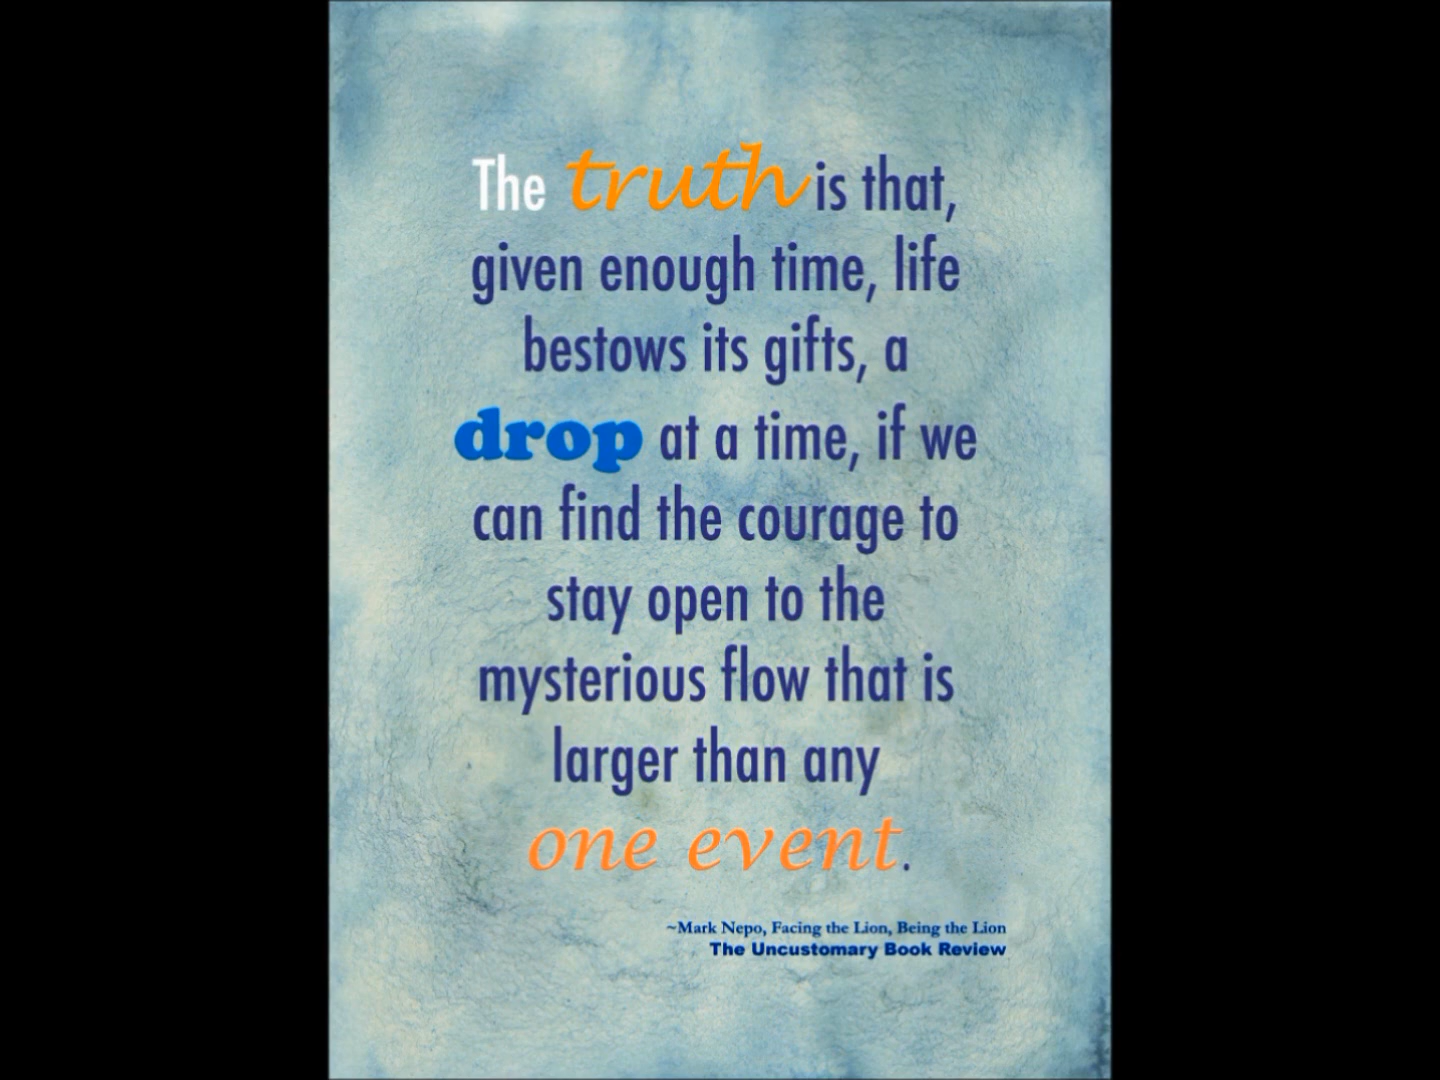 The truth is that,
given enough time, life
bestows its gifts, a
drop at a time, if we
can find the courage to
stay open to the
mysterious flow that is
larger than any
one event.
~Mark Nepo, Facing the Lion, Being the Lion
The Uncustomary Book Review